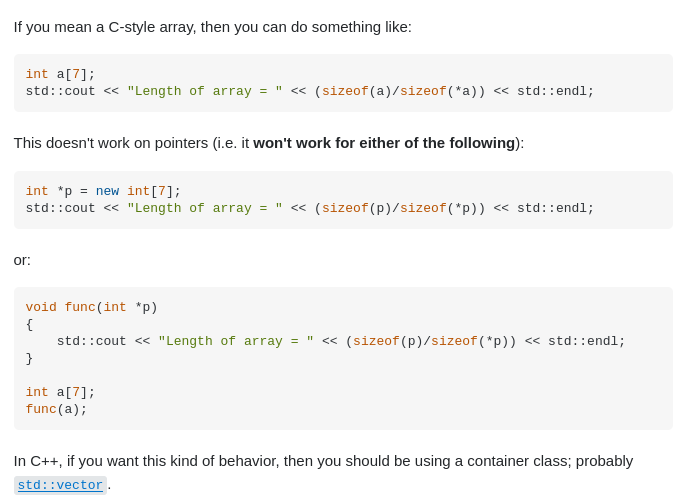 If you mean a C-style array, then you can do something like:
int a[7];
std::cout << "Length of array = " << (sizeof(a)/sizeof(*a)) << std::endl;
This doesn't work on pointers (i.e. it won't work for either of the following):
int *p = new int[7];
std::cout << "Length of array = " << (sizeof(p)/sizeof(*p)) << std::endl;
or:
void func(int *p)
{
    std::cout << "Length of array = " << (sizeof(p)/sizeof(*p)) << std::endl;
}
int a[7];
func(a);
In C++, if you want this kind of behavior, then you should be using a container class; probably
std::vector.